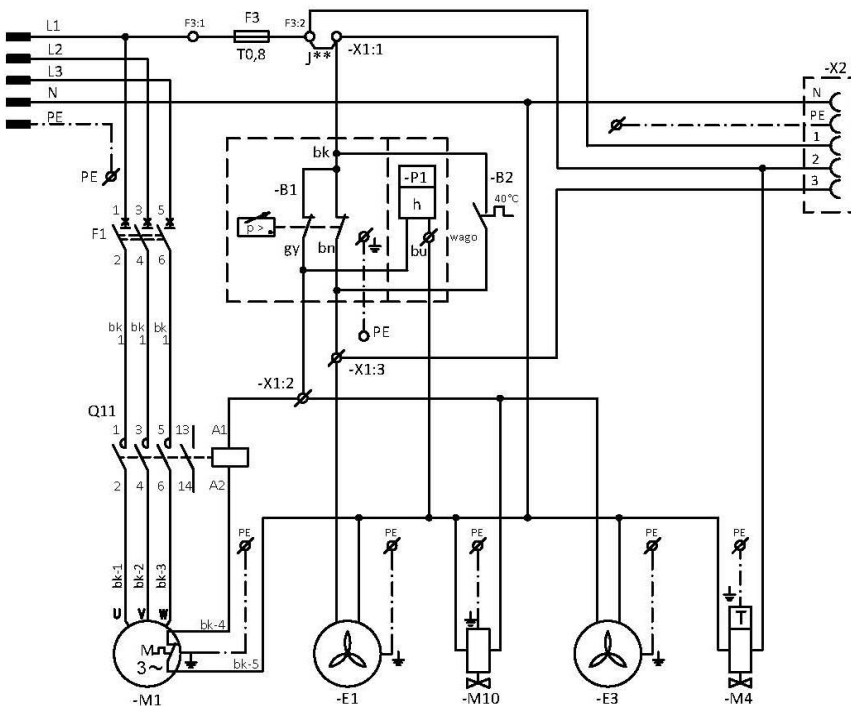 L1
F3:1
F3
F3:2
T0,8
j**
-X1:1
L2
L3
N
PE
-X2
N
PE
1
2
3
PE
bk
-B1
-P1
h
-B2
40°C
p >
gy
bn
bu
wago
1 3 5
F1
2 4 6
PE
bk 1
bk 1
bk 1
-X1:3
-X1:2
Q11
1 3 5 13
A1
2 4 6 14
A2
PE
PE
PE
PE
PE
bk-1
bk-2
bk-3
U V W
bk-4
M
3~
bk-5
T
-M1
-E1
-M10
-E3
-M4